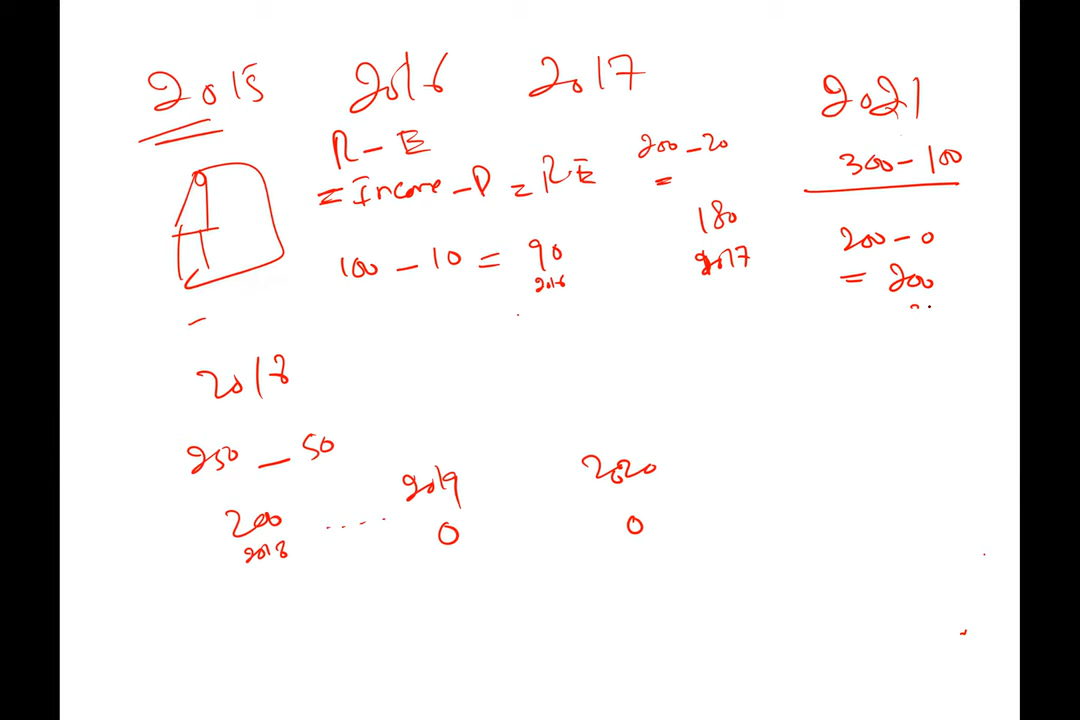 2015 2016 2017 2021
R - E 200 - 20 300 - 100
= Income - D = RE =
180 200 - 0
100 - 10 = 90 2017 = 200
2016
2018
250 - 50
2019 2020
200 .... 0 0
2018